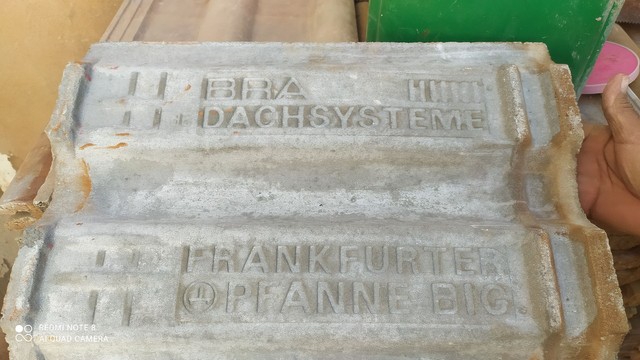 BRA
DACHSYSTEME
FRANKFURTER
PFANNE BIG.
REDMI NOTE 8
AI QUAD CAMERA